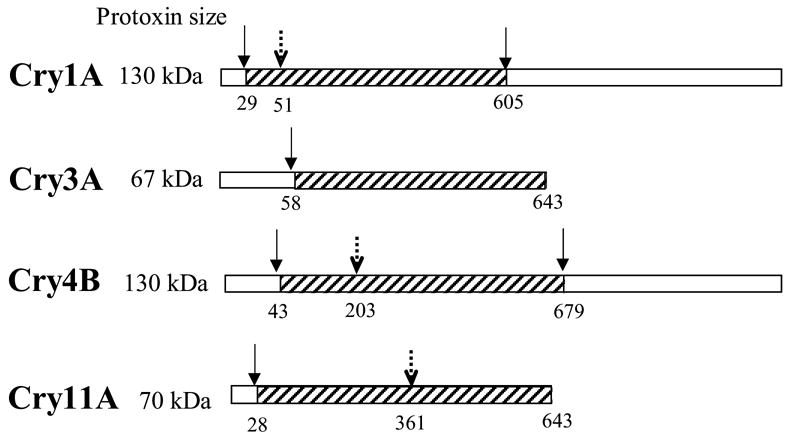 Protoxin size
Cry1A 130 kDa
29 51 605
Cry3A 67 kDa
58 643
Cry4B 130 kDa
43 203 679
Cry11A 70 kDa
28 361 643